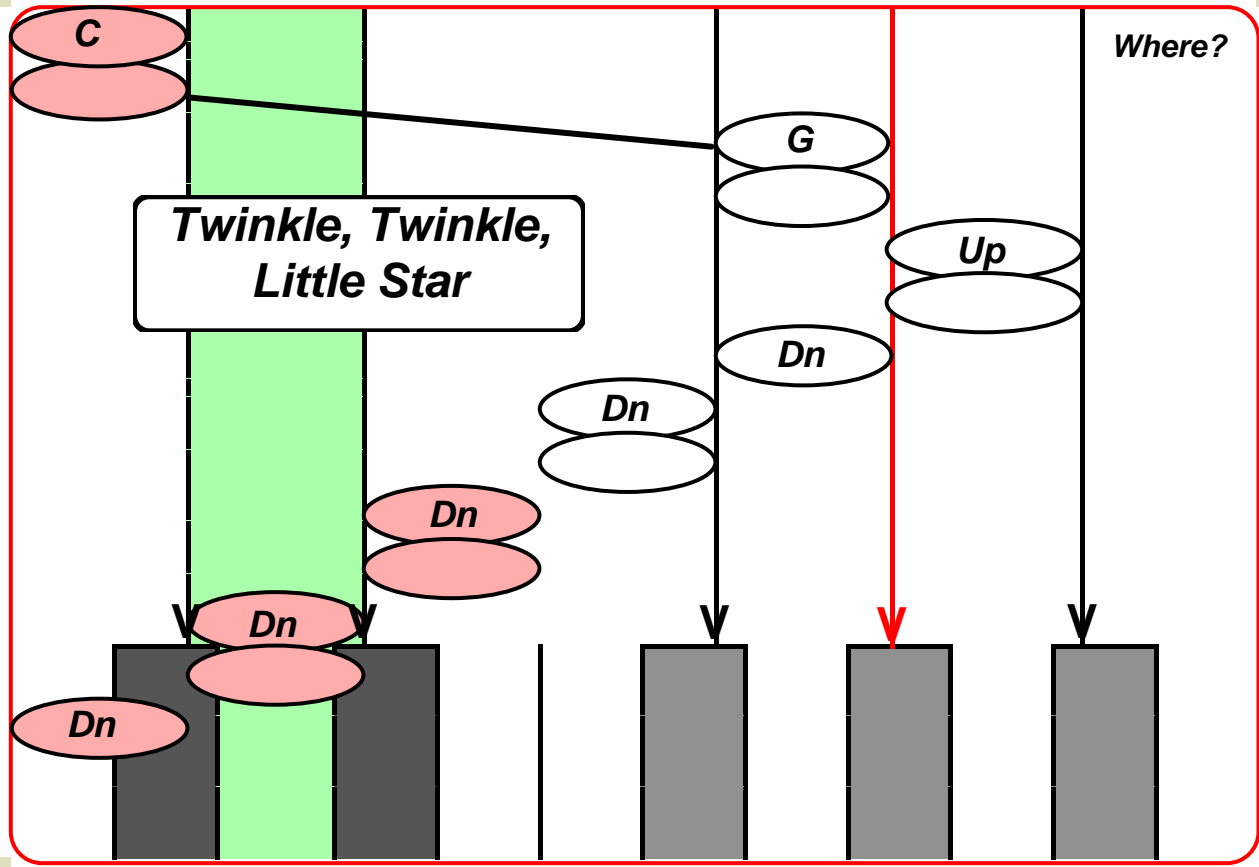 C
Where?
G
Twinkle, Twinkle,
Little Star
Up
Dn
Dn
Dn
Dn
Dn